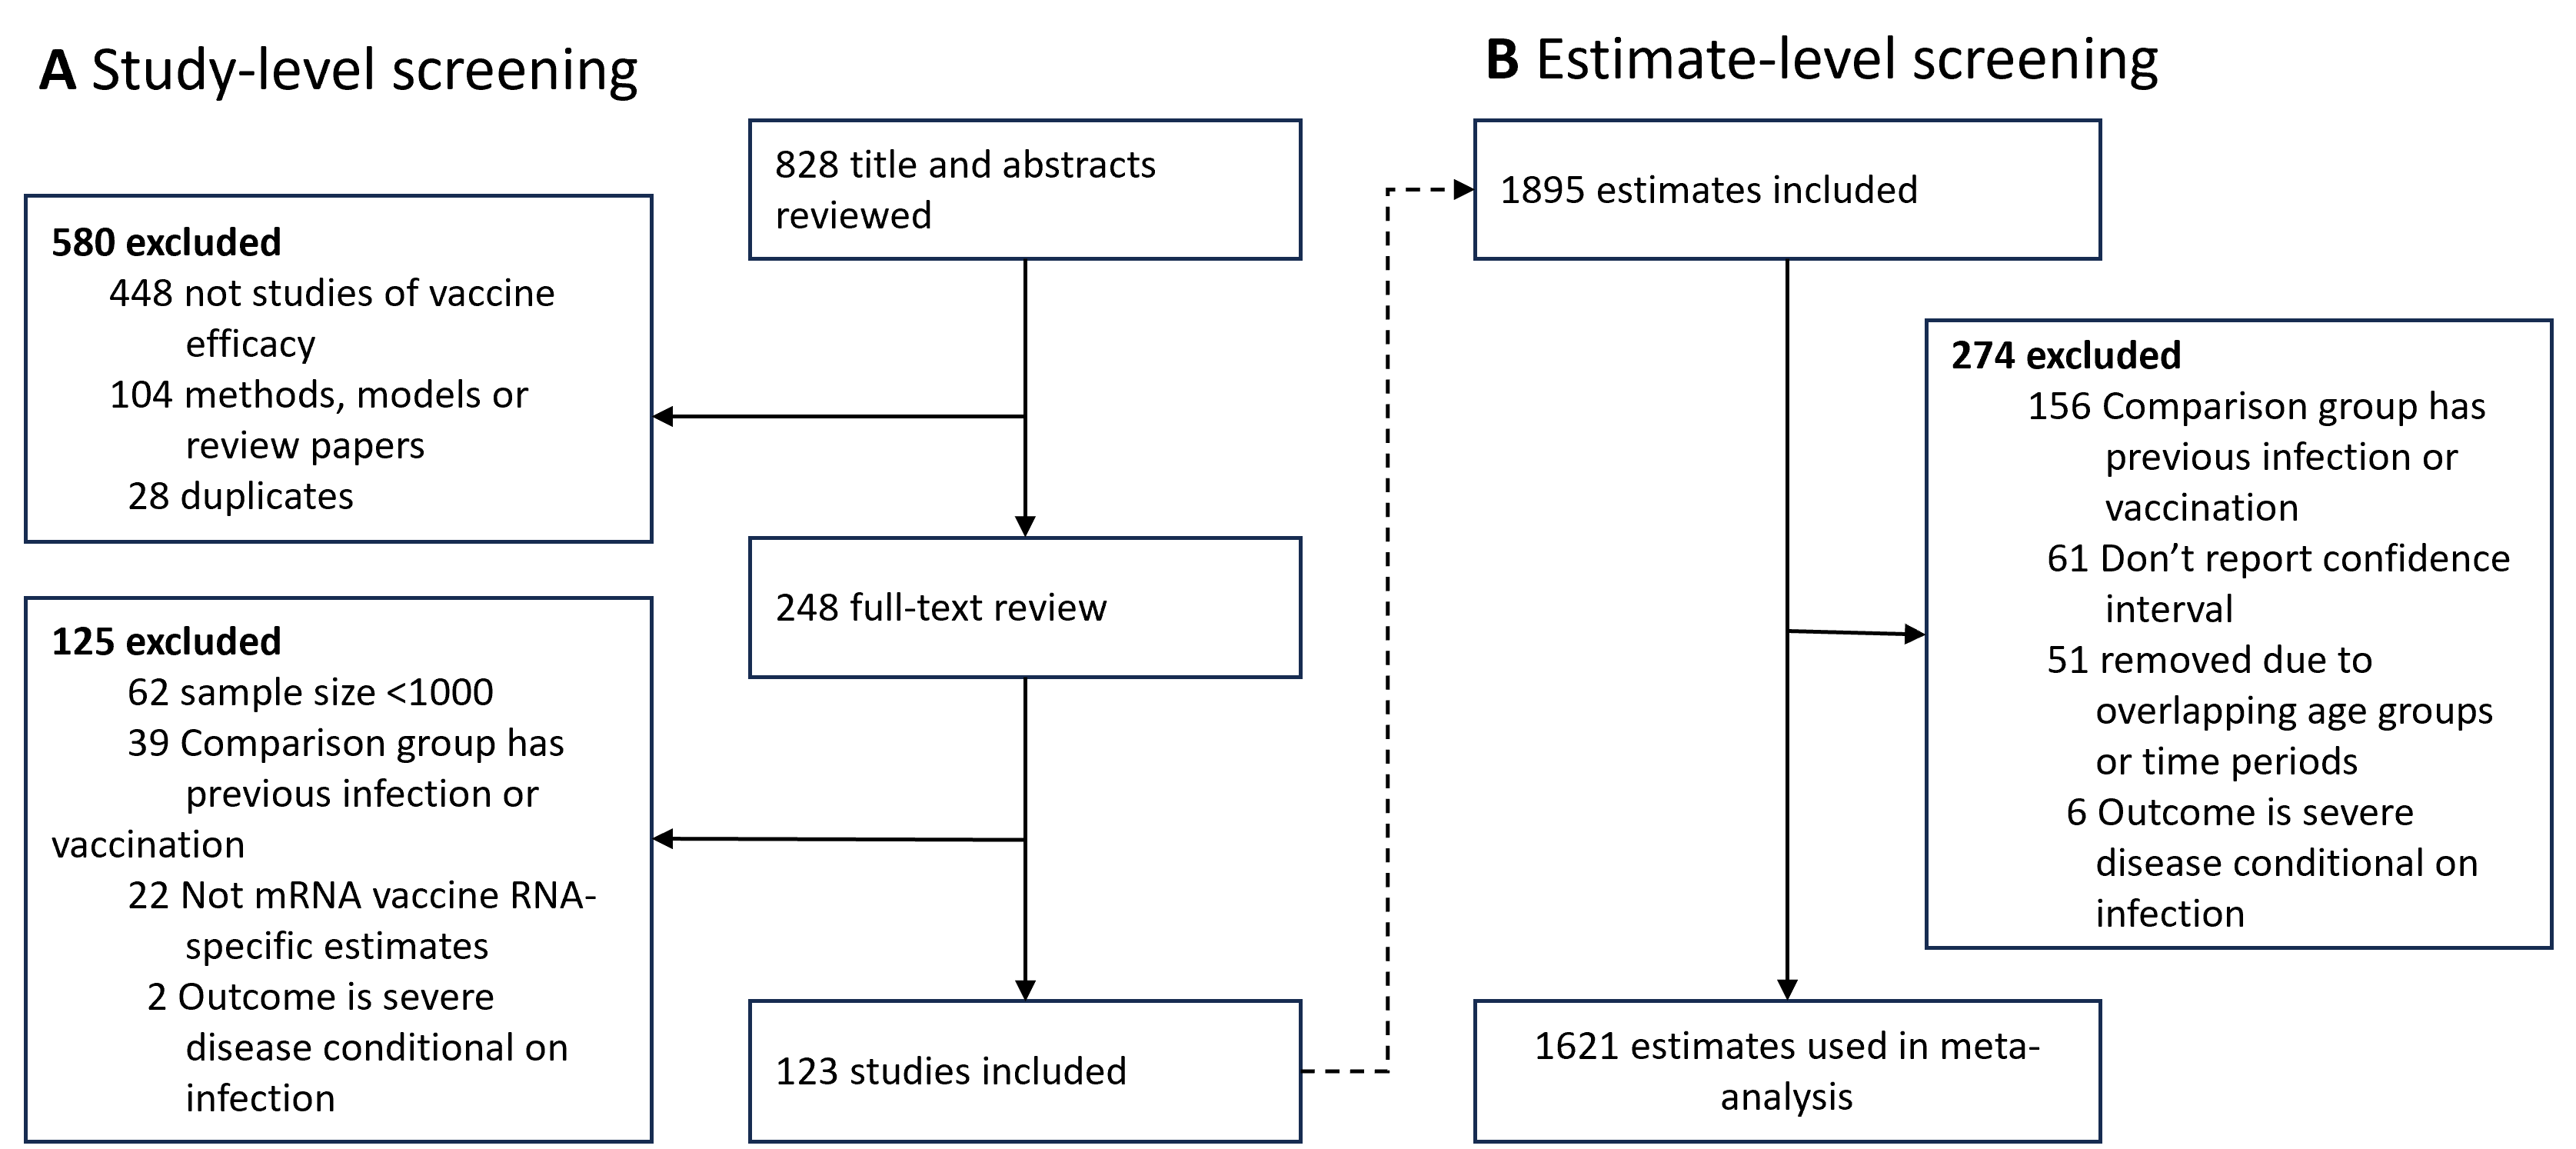 A Study-level screening
828 title and abstracts
reviewed
580 excluded
448 not studies of vaccine
efficacy
104 methods, models or
review papers
28 duplicates
248 full-text review
125 excluded
62 sample size <1000
39 Comparison group has
previous infection or
vaccination
22 Not mRNA vaccine RNA-
specific estimates
2 Outcome is severe
disease conditional on
infection
123 studies included
B Estimate-level screening
1895 estimates included
274 excluded
156 Comparison group has
previous infection or
vaccination
61 Don’t report confidence
interval
51 removed due to
overlapping age groups
or time periods
6 Outcome is severe
disease conditional on
infection
1621 estimates used in meta-
analysis